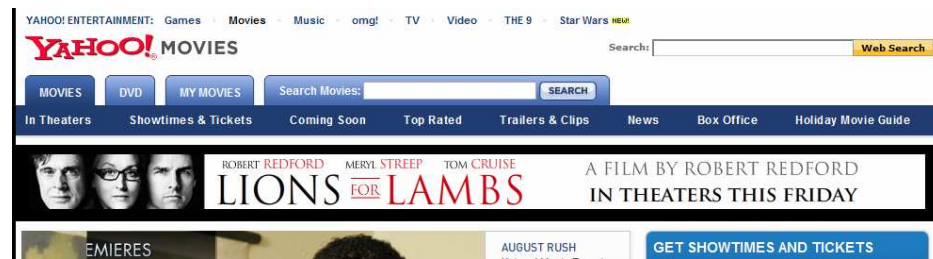 YAHOO! ENTERTAINMENT: Games Movies Music omg! TV Video THE 9 Star Wars NEW!
YAHOO! MOVIES
Search: Web Search
MOVIES DVD MY MOVIES Search Movies: SEARCH
In Theaters Showtimes & Tickets Coming Soon Top Rated Trailers & Clips News Box Office Holiday Movie Guide
ROBERT REDFORD MERYL STREEP TOM CRUISE
LIONS FOR LAMBS
A FILM BY ROBERT REDFORD
IN THEATERS THIS FRIDAY
EMIERES
AUGUST RUSH
GET SHOWTIMES AND TICKETS